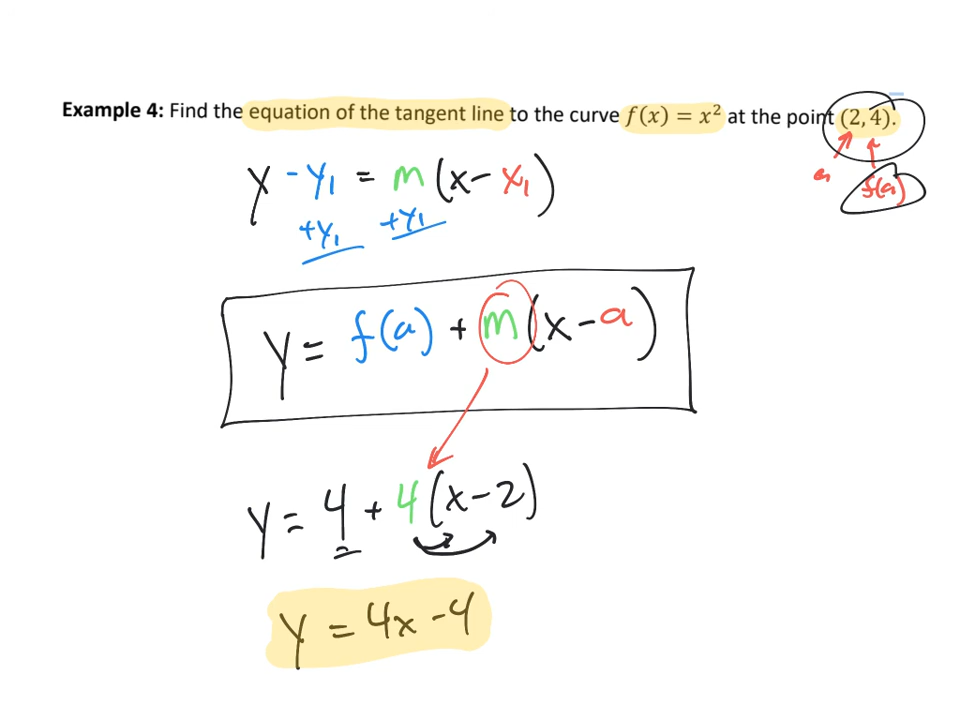 Example 4: Find the equation of the tangent line to the curve f(x) = x² at the point (2, 4).
a f(a)
y - y₁ = m(x - x₁)
+y₁ +y₁
y = f(a) + m(x - a)
y = 4 + 4(x - 2)
y = 4x - 4